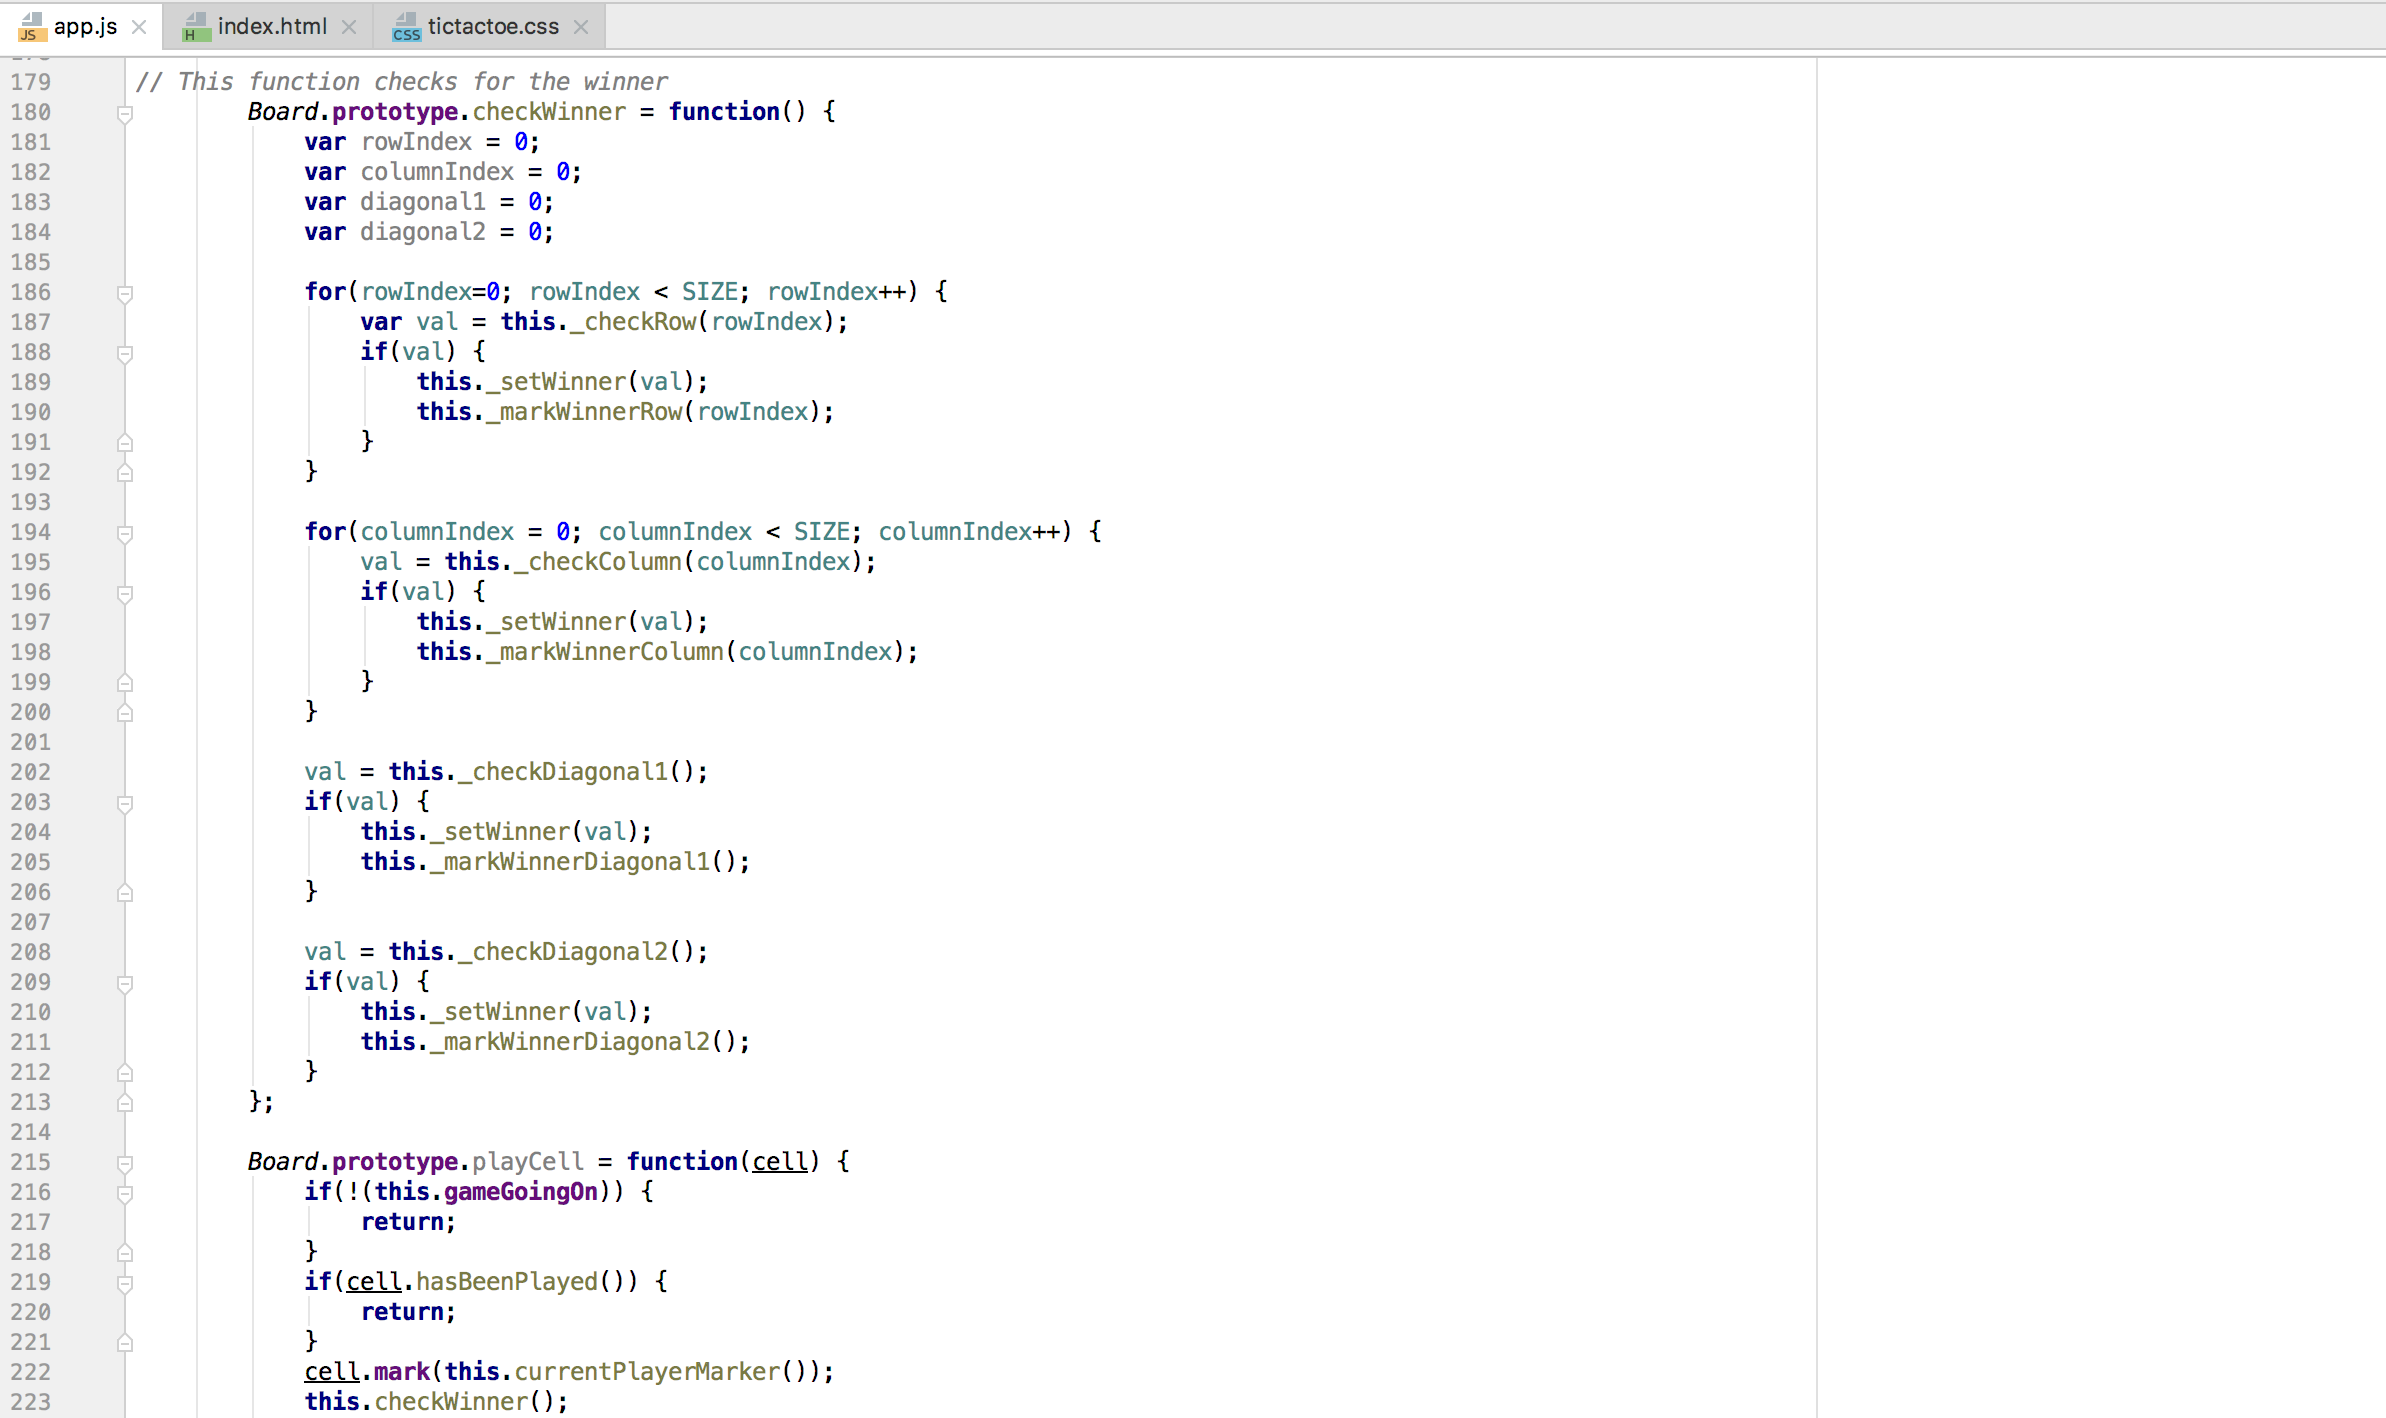 JS app.js × H index.html × CSS tictactoe.css ×
179 // This function checks for the winner
180 Board.prototype.checkWinner = function() {
181 var rowIndex = 0;
182 var columnIndex = 0;
183 var diagonal1 = 0;
184 var diagonal2 = 0;
185
186 for(rowIndex=0; rowIndex < SIZE; rowIndex++) {
187 var val = this._checkRow(rowIndex);
188 if(val) {
189 this._setWinner(val);
190 this._markWinnerRow(rowIndex);
191 }
192 }
193
194 for(columnIndex = 0; columnIndex < SIZE; columnIndex++) {
195 val = this._checkColumn(columnIndex);
196 if(val) {
197 this._setWinner(val);
198 this._markWinnerColumn(columnIndex);
199 }
200 }
201
202 val = this._checkDiagonal1();
203 if(val) {
204 this._setWinner(val);
205 this._markWinnerDiagonal1();
206 }
207
208 val = this._checkDiagonal2();
209 if(val) {
210 this._setWinner(val);
211 this._markWinnerDiagonal2();
212 }
213 };
214
215 Board.prototype.playCell = function(cell) {
216 if(!(this.gameGoingOn)) {
217 return;
218 }
219 if(cell.hasBeenPlayed()) {
220 return;
221 }
222 cell.mark(this.currentPlayerMarker());
223 this.checkWinner();